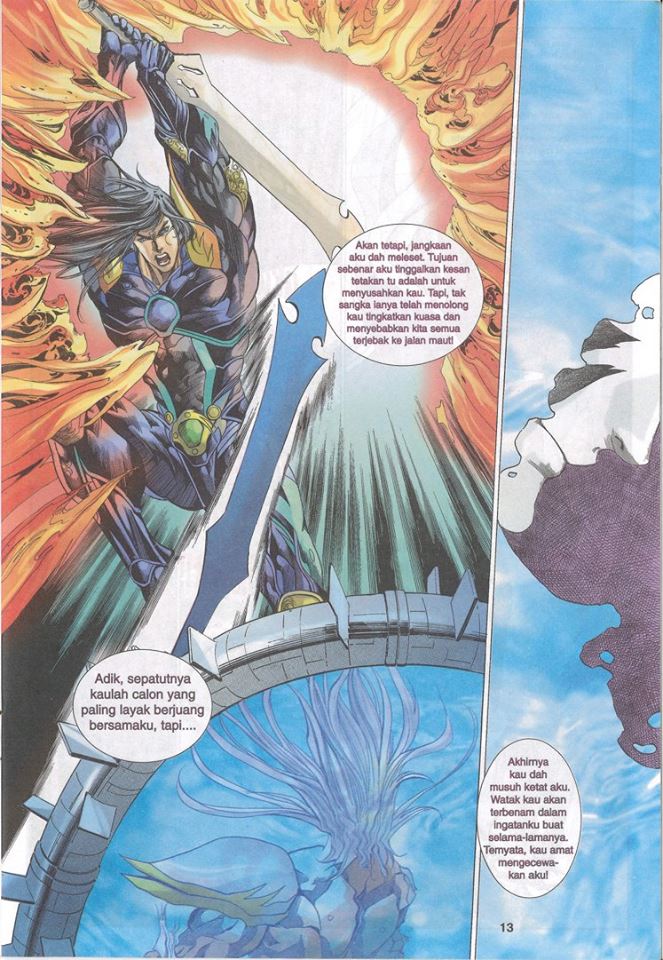 Akan tetapi, jangkaan
aku dah meleset. Tujuan
sebenar aku tinggalkan kesan
tetakan tu adalah untuk
menyusahkan kau. Tapi, tak
sangka ianya telah menolong
kau tingkatkan kuasa dan
menyebabkan kita semua
terjebak ke jalan maut!
Adik, sepatutnya
kaulah calon yang
paling layak berjuang
bersamaku, tapi....
Akhirnya
kau dah
musuh ketat aku.
Watak kau akan
terbenam dalam
ingatanku buat
selama-lamanya.
Ternyata, kau amat
mengecewa-
kan aku!
13